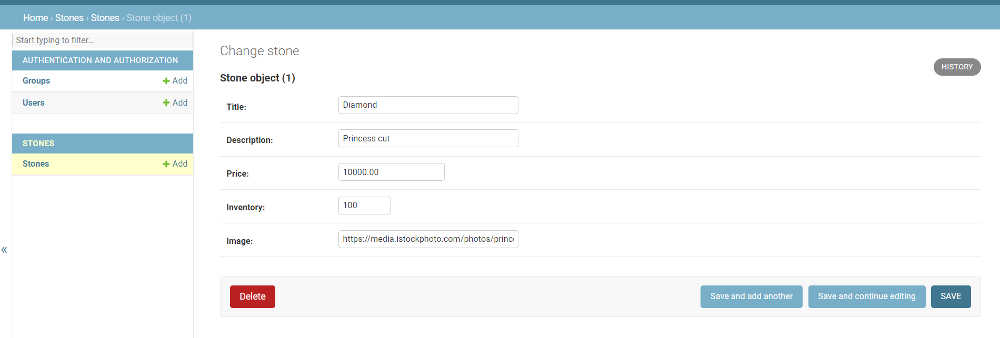 Home › Stones › Stones › Stone object (1)
Start typing to filter...
AUTHENTICATION AND AUTHORIZATION
Groups + Add
Users + Add
STONES
Stones + Add
«
Change stone
HISTORY
Stone object (1)
Title: Diamond
Description: Princess cut
Price: 10000.00
Inventory: 100
Image: https://media.istockphoto.com/photos/princ
Delete
Save and add another
Save and continue editing
SAVE